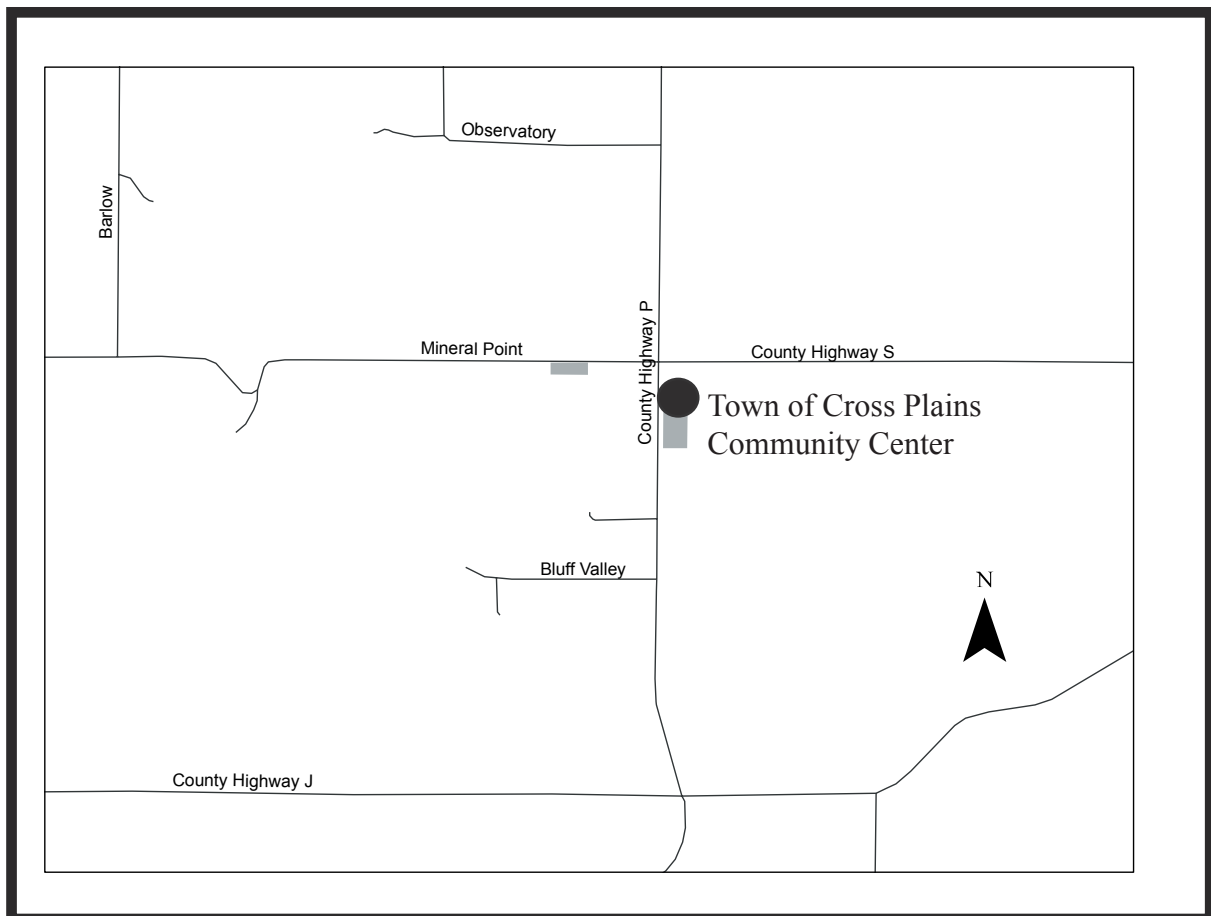 Observatory
Barlow
County Highway P
Mineral Point
County Highway S
Town of Cross Plains
Community Center
Bluff Valley
N
County Highway J